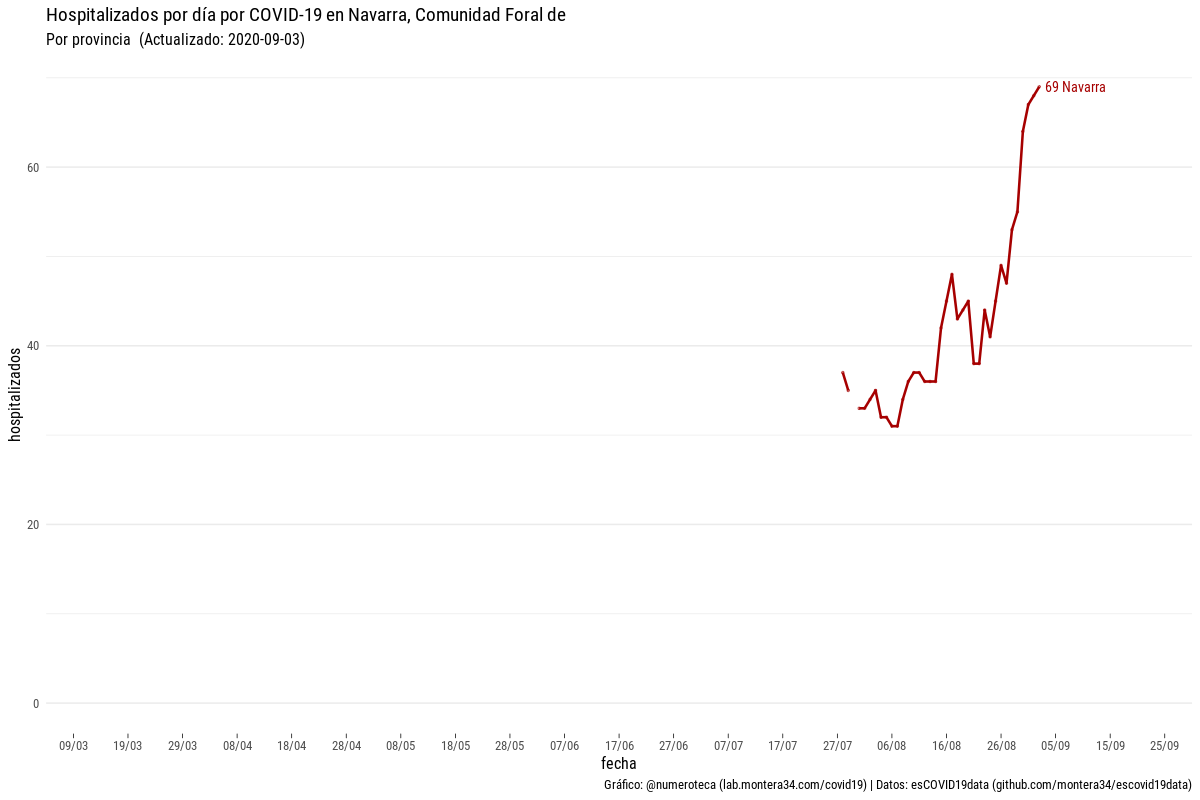 Hospitalizados por día por COVID-19 en Navarra, Comunidad Foral de
Por provincia (Actualizado: 2020-09-03)
69 Navarra
60
40
20
0
hospitalizados
09/03 19/03 29/03 08/04 18/04 28/04 08/05 18/05 28/05 07/06 17/06 27/06 07/07 17/07 27/07 06/08 16/08 26/08 05/09 15/09 25/09
fecha
Gráfico: @numeroteca (lab.montera34.com/covid19) | Datos: esCOVID19data (github.com/montera34/escovid19data)